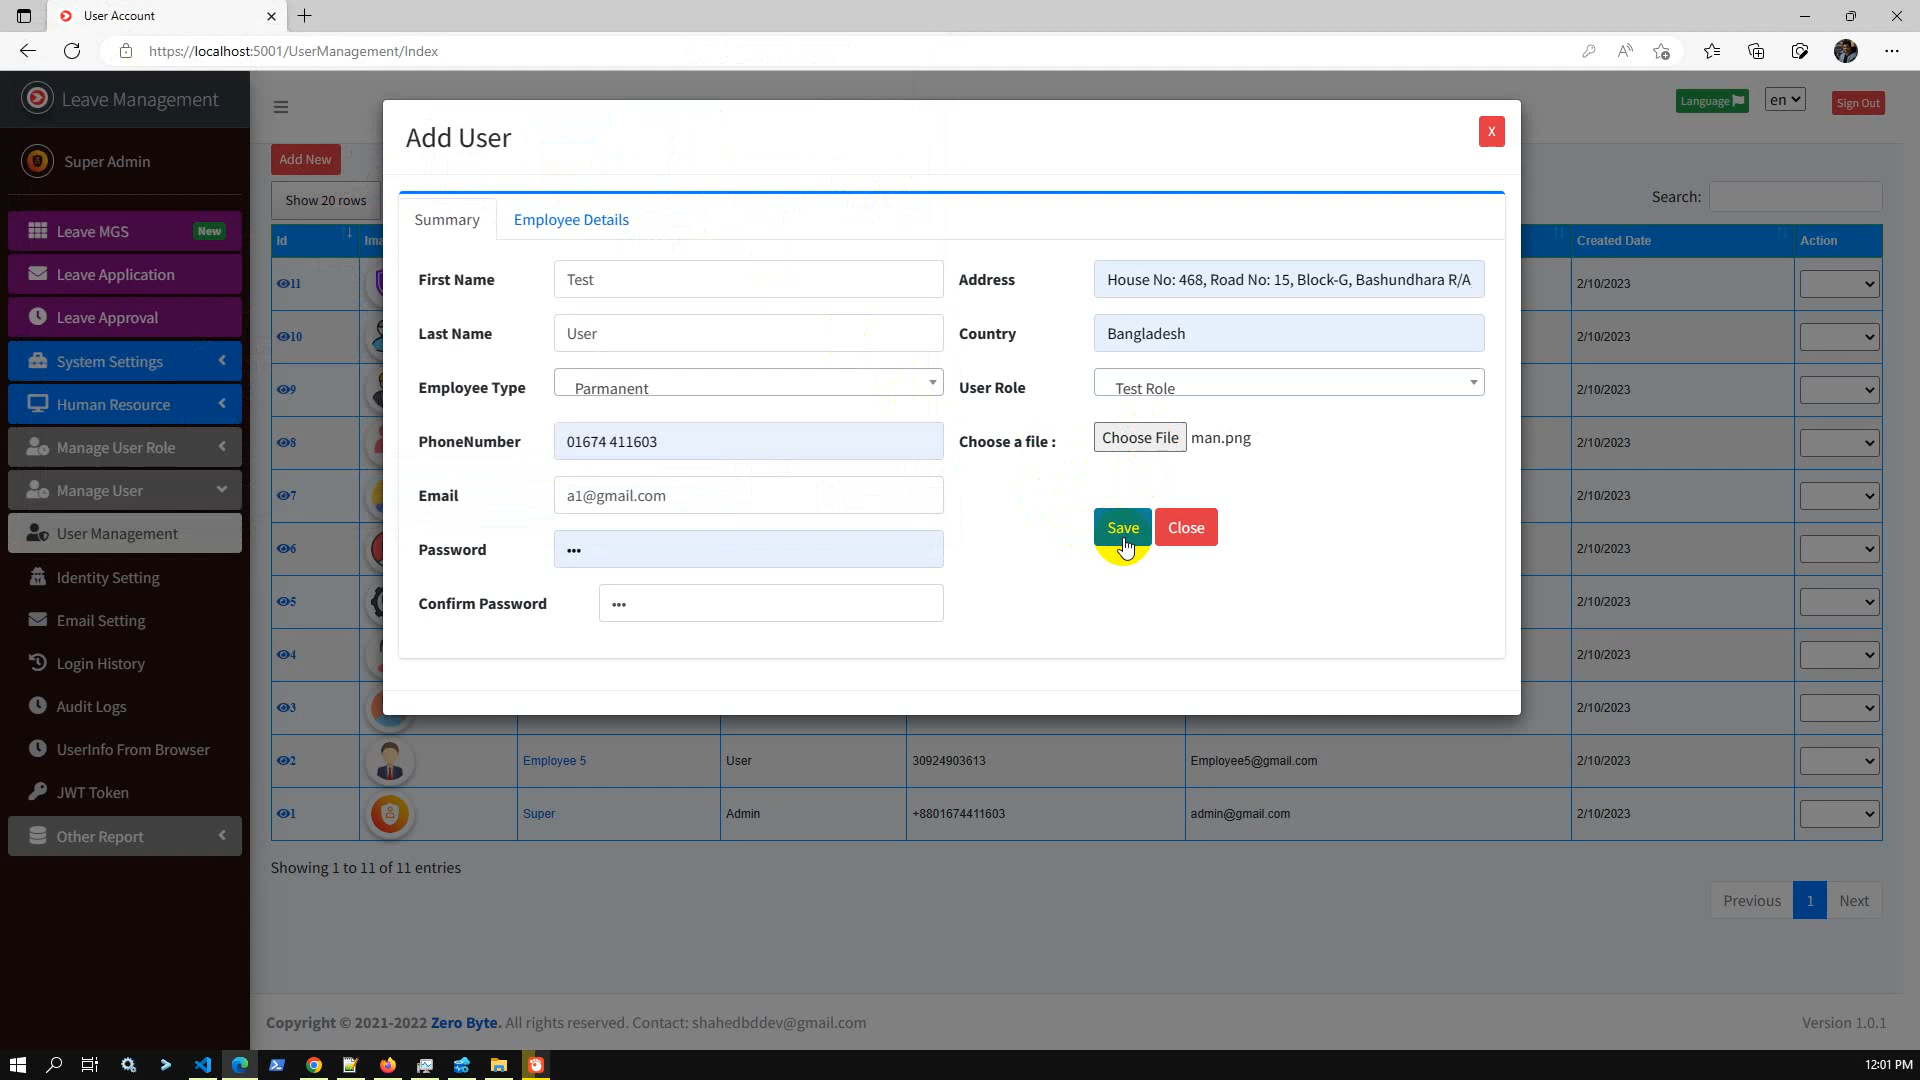 User Account
https://localhost:5001/UserManagement/Index
Leave Management
Language
en
Sign Out
Super Admin
Add New
Show 20 rows
Search:
Leave MGS New
Leave Application
Leave Approval
System Settings
Human Resource
Manage User Role
Manage User
User Management
Identity Setting
Email Setting
Login History
Audit Logs
UserInfo From Browser
JWT Token
Other Report
Add User
X
Summary Employee Details
First Name Test
Address House No: 468, Road No: 15, Block-G, Bashundhara R/A
Last Name User
Country Bangladesh
Employee Type Parmanent
User Role Test Role
PhoneNumber 01674 411603
Choose a file : Choose File man.png
Email a1@gmail.com
Save Close
Password •••
Confirm Password •••
Id Created Date Action
11 2/10/2023
10 2/10/2023
9 2/10/2023
8 2/10/2023
7 2/10/2023
6 2/10/2023
5 2/10/2023
4 2/10/2023
3 2/10/2023
2 Employee 5 User 30924903613 Employee5@gmail.com 2/10/2023
1 Super Admin +8801674411603 admin@gmail.com 2/10/2023
Showing 1 to 11 of 11 entries
Previous 1 Next
Copyright © 2021-2022 Zero Byte. All rights reserved. Contact: shahedbddev@gmail.com
Version 1.0.1
12:01 PM